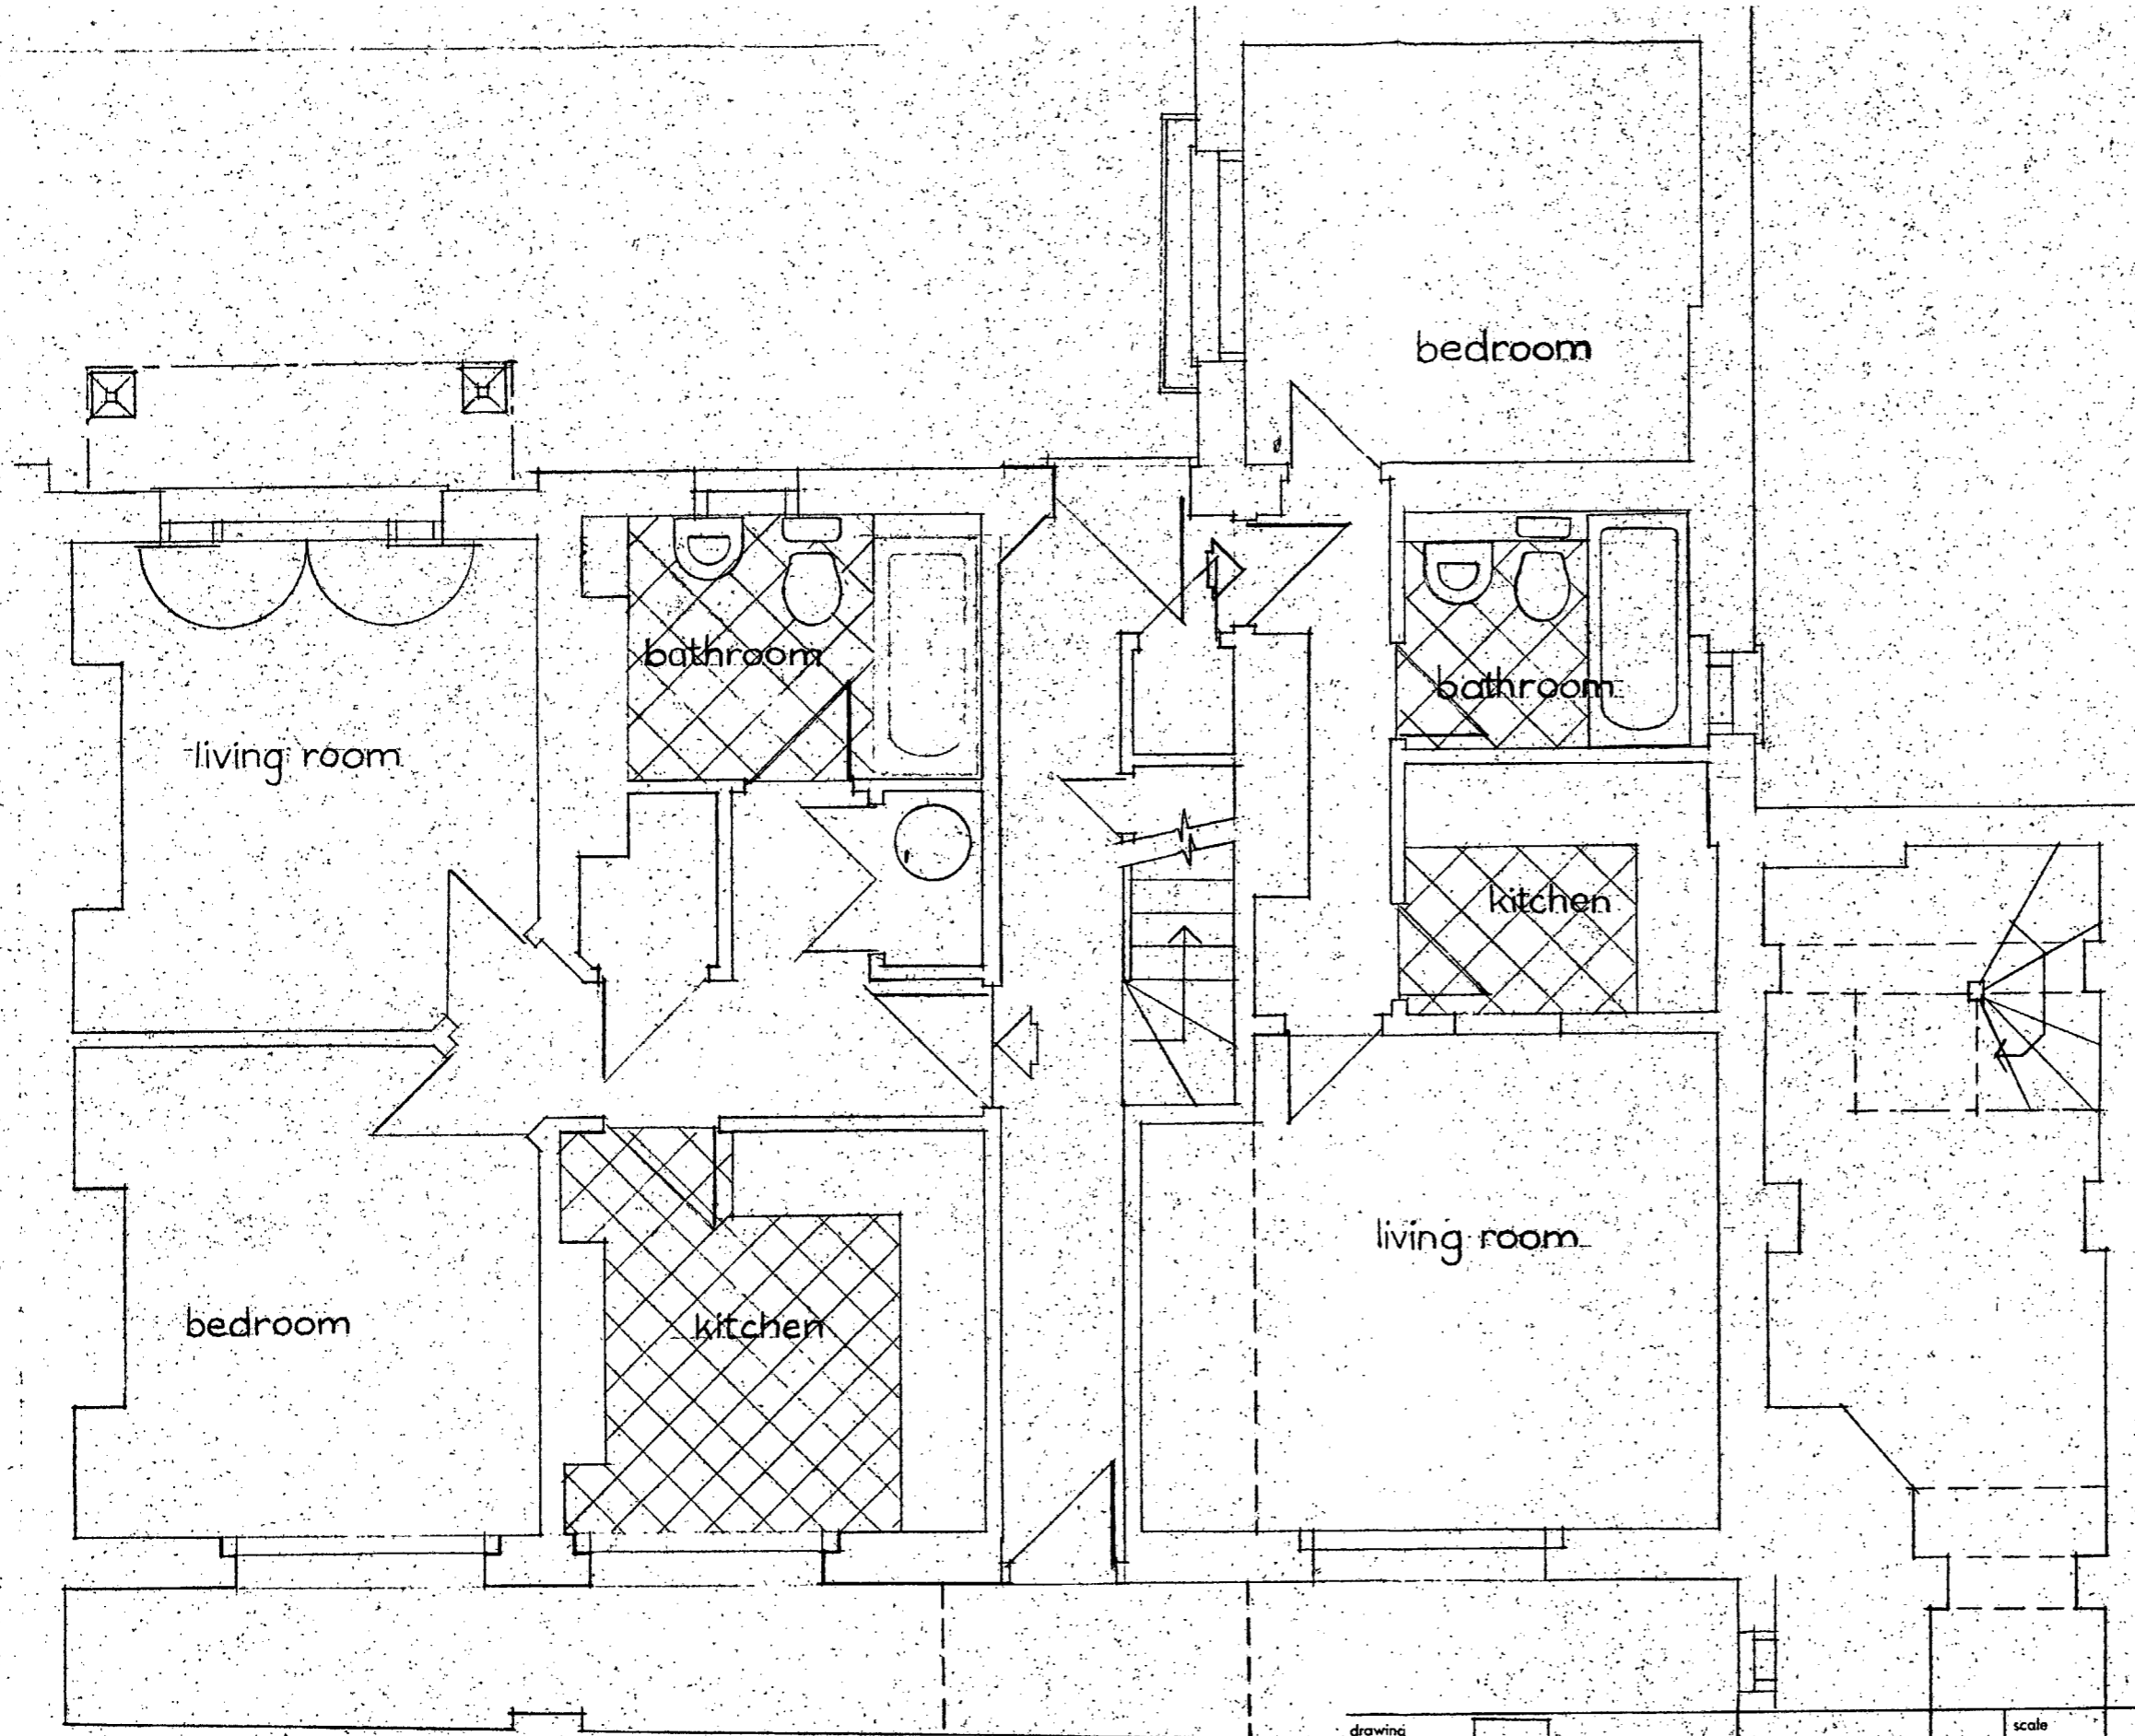 bedroom
bathroom
bathroom
living room
kitchen
living room
bedroom
kitchen
drawing
scale